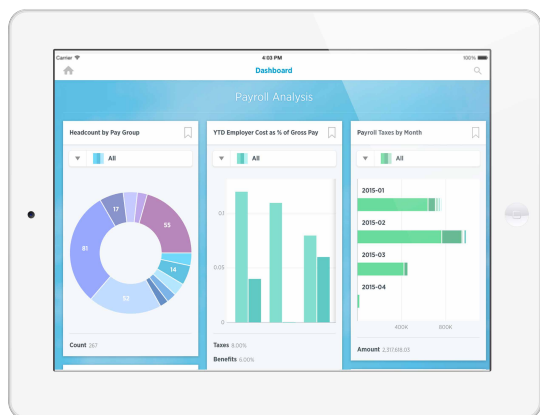 Carrier 4:03 PM 100%
Dashboard
Payroll Analysis
Headcount by Pay Group
All
17
55
81
14
52
Count 267
YTD Employer Cost as % of Gross Pay
All
0.1
0.05
0
Taxes 8.00%
Benefits 6.00%
Payroll Taxes by Month
All
2015-01
2015-02
2015-03
2015-04
400K 800K
Amount 2,317,616.03